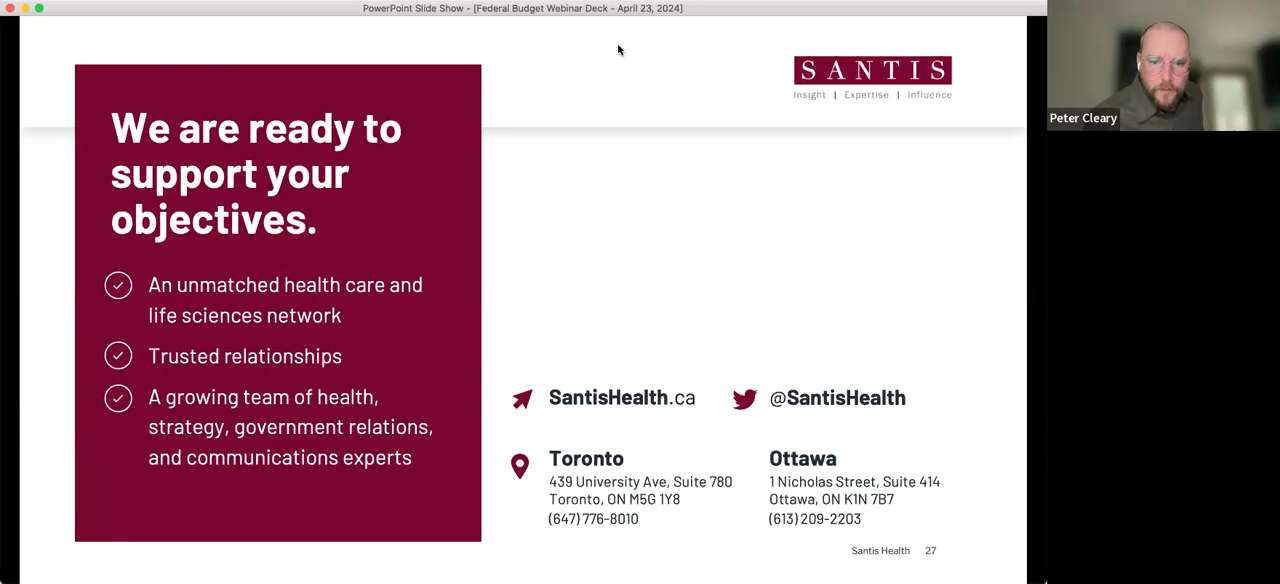 PowerPoint Slide Show - [Federal Budget Webinar Deck - April 23, 2024]
SANTIS
Insight | Expertise | Influence
Peter Cleary
We are ready to
support your
objectives.
An unmatched health care and
life sciences network
Trusted relationships
A growing team of health,
strategy, government relations,
and communications experts
SantisHealth.ca
@SantisHealth
Toronto
439 University Ave, Suite 780
Toronto, ON M5G 1Y8
(647) 776-8010
Ottawa
1 Nicholas Street, Suite 414
Ottawa, ON K1N 7B7
(613) 209-2203
Santis Health 27